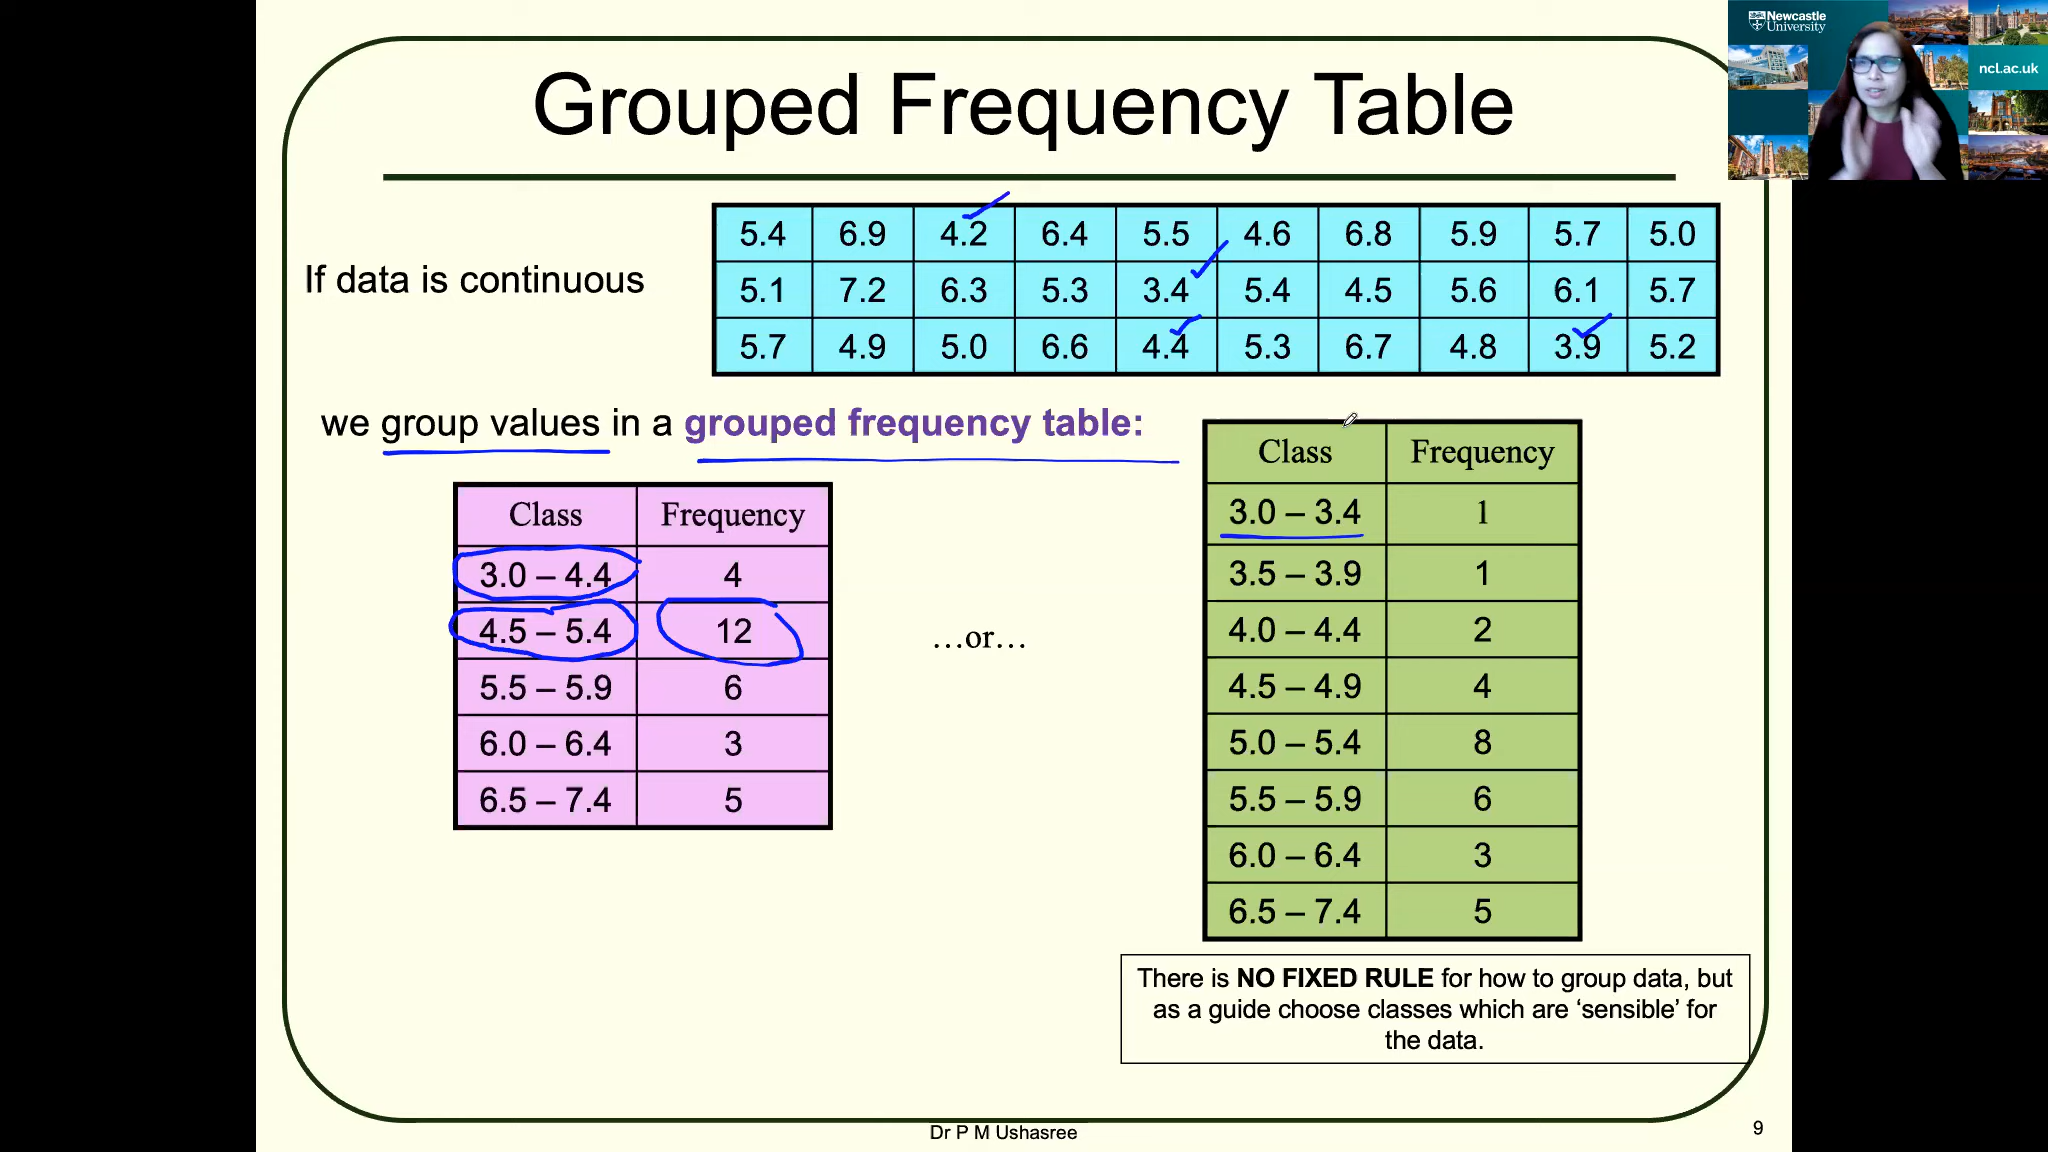 Newcastle
University
ncl.ac.uk
Grouped Frequency Table
If data is continuous
5.4 6.9 4.2 6.4 5.5 4.6 6.8 5.9 5.7 5.0
5.1 7.2 6.3 5.3 3.4 5.4 4.5 5.6 6.1 5.7
5.7 4.9 5.0 6.6 4.4 5.3 6.7 4.8 3.9 5.2
we group values in a grouped frequency table:
Class Frequency
3.0 – 4.4 4
4.5 – 5.4 12
5.5 – 5.9 6
6.0 – 6.4 3
6.5 – 7.4 5
...or...
Class Frequency
3.0 – 3.4 1
3.5 – 3.9 1
4.0 – 4.4 2
4.5 – 4.9 4
5.0 – 5.4 8
5.5 – 5.9 6
6.0 – 6.4 3
6.5 – 7.4 5
There is NO FIXED RULE for how to group data, but
as a guide choose classes which are ‘sensible’ for
the data.
Dr P M Ushasree
9